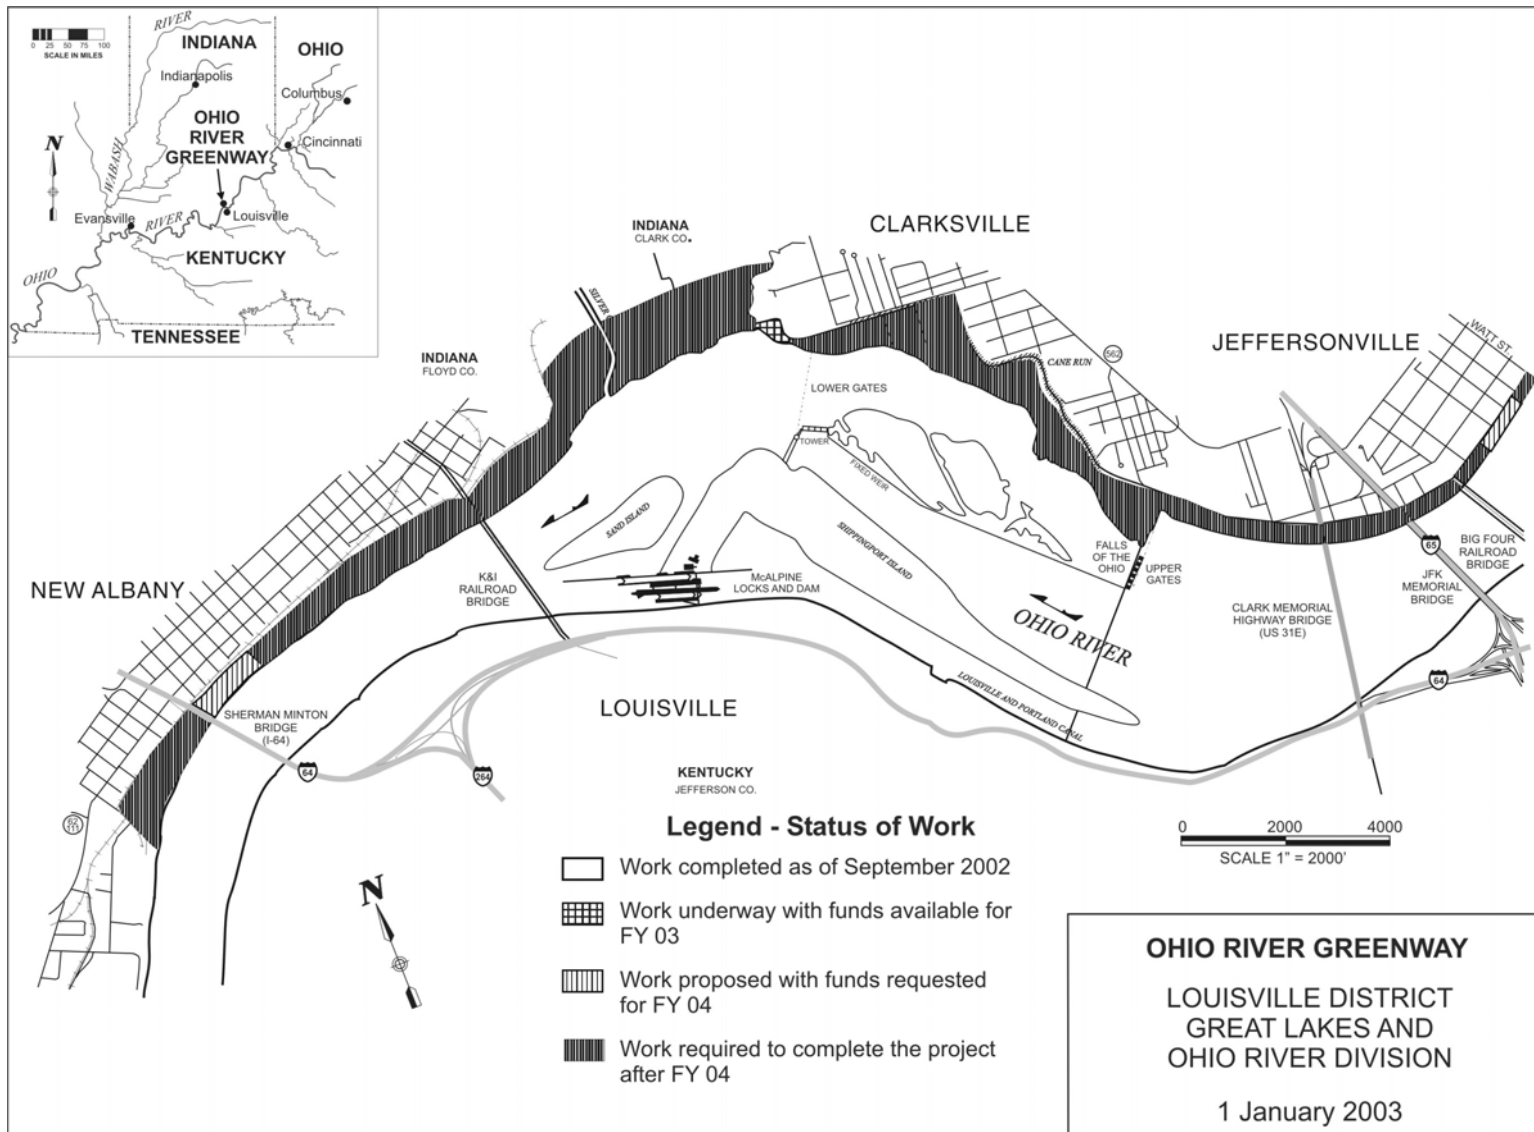 RIVER
INDIANA
OHIO
0 25 50 75 100
SCALE IN MILES
Indianapolis
Columbus
OHIO
RIVER
GREENWAY
Cincinnati
N
WABASH
Evansville
RIVER
Louisville
KENTUCKY
OHIO
TENNESSEE
INDIANA
CLARK CO.
CLARKSVILLE
SILVER
INDIANA
FLOYD CO.
JEFFERSONVILLE
WATT ST.
562
CANE RUN
LOWER GATES
TOWER
FIXED WEIR
SAND ISLAND
SHIPPINGPORT ISLAND
FALLS
OF THE
OHIO
UPPER
GATES
65
BIG FOUR
RAILROAD
BRIDGE
JFK
MEMORIAL
BRIDGE
NEW ALBANY
K&I
RAILROAD
BRIDGE
McALPINE
LOCKS AND DAM
CLARK MEMORIAL
HIGHWAY BRIDGE
(US 31E)
OHIO RIVER
LOUISVILLE AND PORTLAND CANAL
64
SHERMAN MINTON
BRIDGE
(I-64)
LOUISVILLE
64
264
KENTUCKY
JEFFERSON CO.
62
111
Legend - Status of Work
Work completed as of September 2002
Work underway with funds available for
FY 03
Work proposed with funds requested
for FY 04
Work required to complete the project
after FY 04
0 2000 4000
SCALE 1" = 2000'
N
OHIO RIVER GREENWAY
LOUISVILLE DISTRICT
GREAT LAKES AND
OHIO RIVER DIVISION
1 January 2003